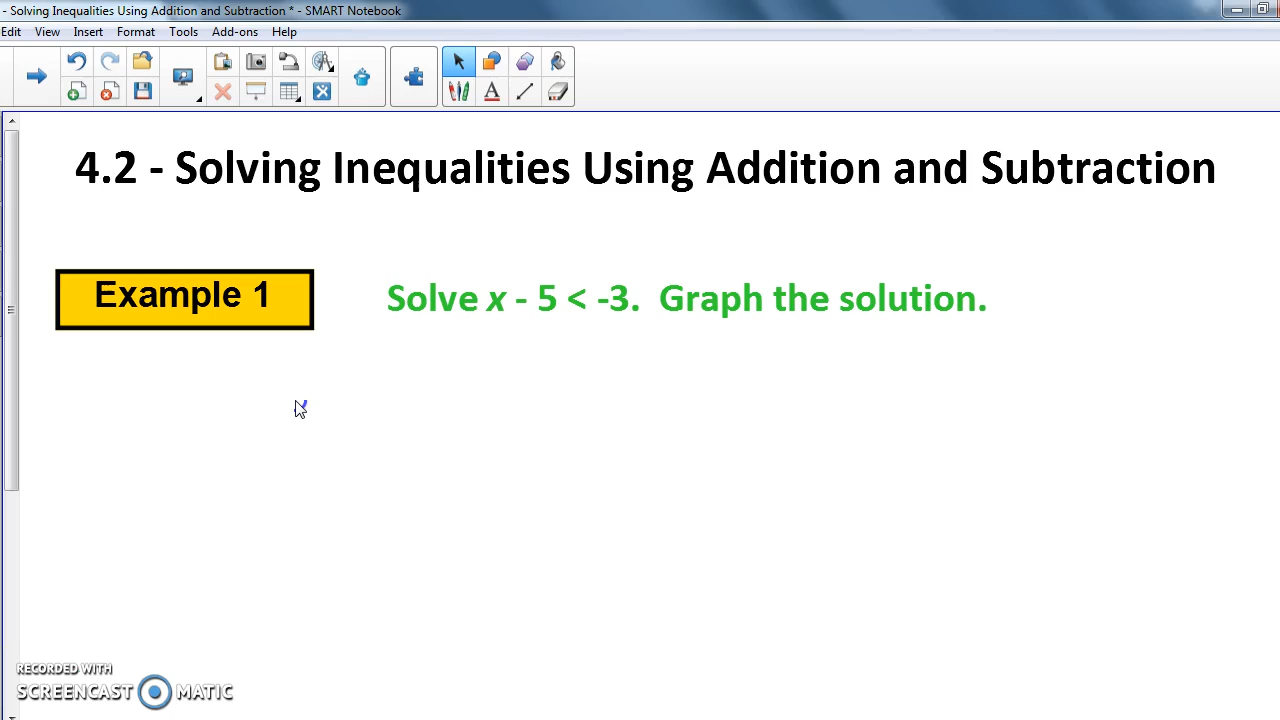 - Solving Inequalities Using Addition and Subtraction * - SMART Notebook
Edit View Insert Format Tools Add-ons Help
4.2 - Solving Inequalities Using Addition and Subtraction
Example 1
Solve x - 5 < -3. Graph the solution.
RECORDED WITH
SCREENCAST MATIC